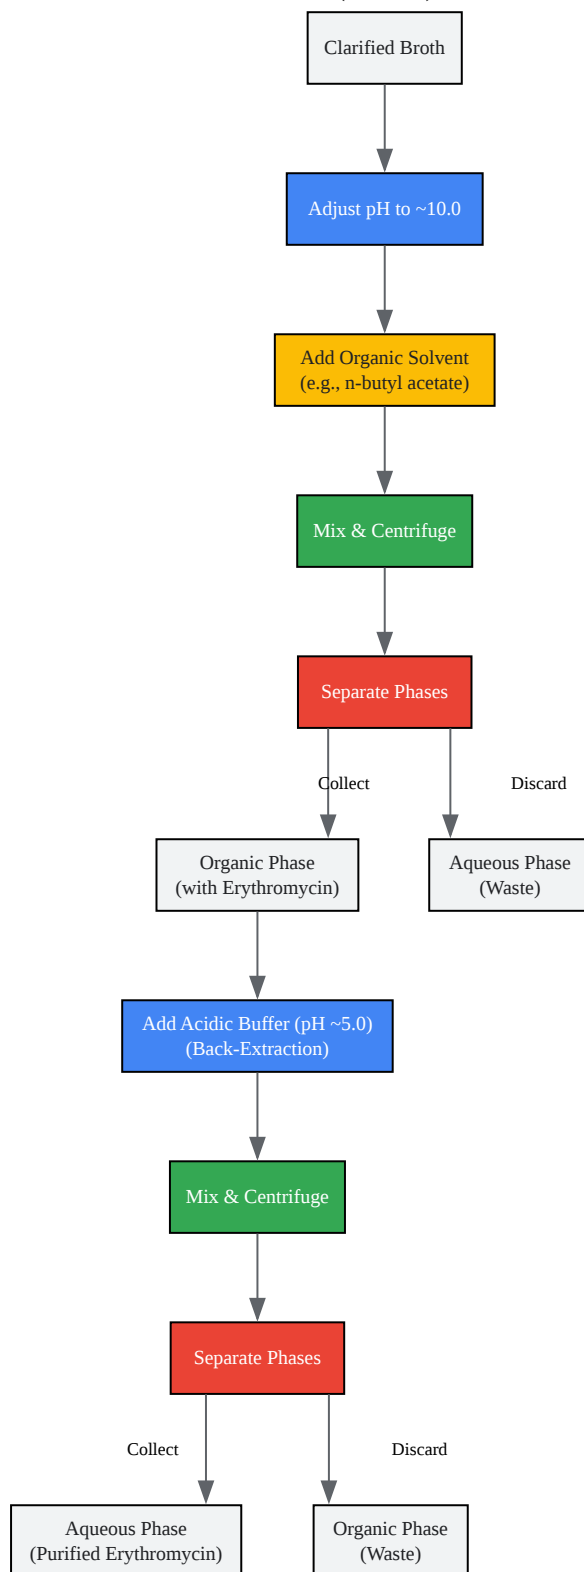 Clarified Broth
Adjust pH to ~10.0
Add Organic Solvent
(e.g., n-butyl acetate)
Mix & Centrifuge
Separate Phases
Collect
Discard
Organic Phase
(with Erythromycin)
Aqueous Phase
(Waste)
Add Acidic Buffer (pH ~5.0)
(Back-Extraction)
Mix & Centrifuge
Separate Phases
Collect
Discard
Aqueous Phase
(Purified Erythromycin)
Organic Phase
(Waste)